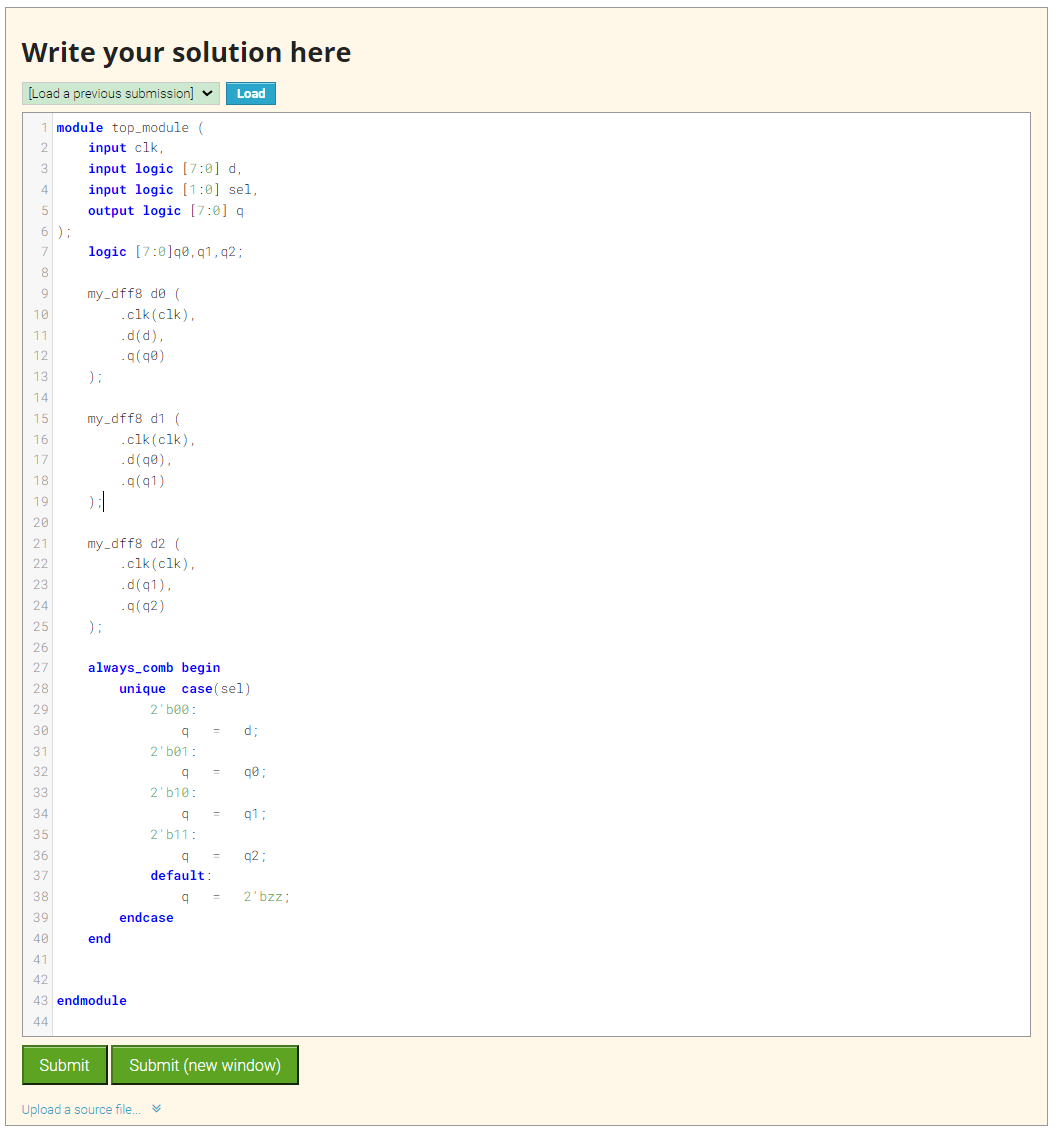 Write your solution here
[Load a previous submission] Load
1 module top_module (
2     input clk,
3     input logic [7:0] d,
4     input logic [1:0] sel,
5     output logic [7:0] q
6 );
7     logic [7:0]q0,q1,q2;
8
9     my_dff8 d0 (
10         .clk(clk),
11         .d(d),
12         .q(q0)
13     );
14
15     my_dff8 d1 (
16         .clk(clk),
17         .d(q0),
18         .q(q1)
19     );
20
21     my_dff8 d2 (
22         .clk(clk),
23         .d(q1),
24         .q(q2)
25     );
26
27     always_comb begin
28         unique  case(sel)
29             2'b00:
30                 q   =   d;
31             2'b01:
32                 q   =   q0;
33             2'b10:
34                 q   =   q1;
35             2'b11:
36                 q   =   q2;
37             default:
38                 q   =   2'bzz;
39         endcase
40     end
41
42
43 endmodule
44
Submit Submit (new window)
Upload a source file...